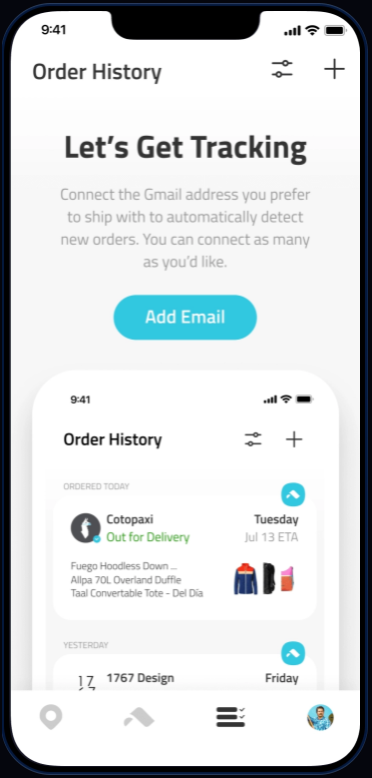 9:41
Order History
Let's Get Tracking
Connect the Gmail address you prefer
to ship with to automatically detect
new orders. You can connect as many
as you'd like.
Add Email
9:41
Order History
ORDERED TODAY
Cotopaxi
Tuesday
Out for Delivery
Jul 13 ETA
Fuego Hoodless Down ...
Allpa 70L Overland Duffle
Taal Convertable Tote - Del Día
YESTERDAY
17
1767 Design
Friday